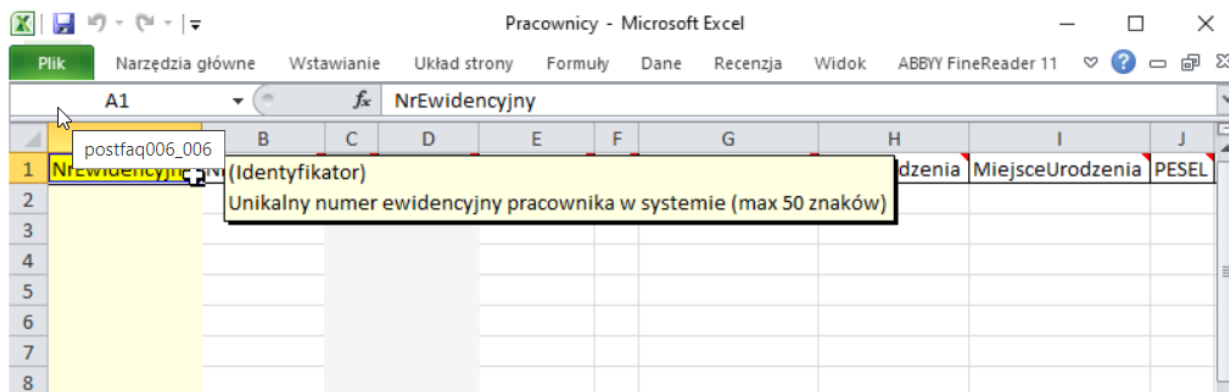 Pracownicy - Microsoft Excel
Plik Narzędzia główne Wstawianie Układ strony Formuły Dane Recenzja Widok ABBYY FineReader 11
A1 fx NrEwidencyjny
B C D E F G H I J
postfaq006_006
1 NrEwidencyjn dzenia MiejsceUrodzenia PESEL
(Identyfikator)
2 Unikalny numer ewidencyjny pracownika w systemie (max 50 znaków)
3
4
5
6
7
8